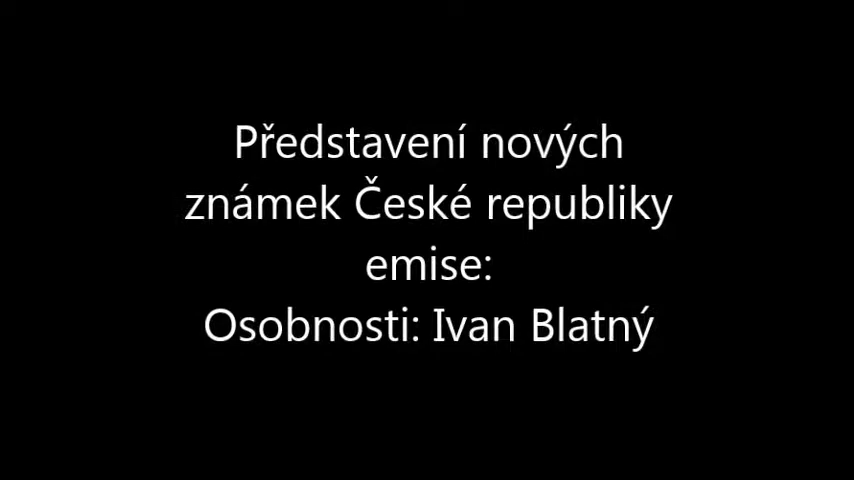 Představení nových
známek České republiky
emise:
Osobnosti: Ivan Blatný